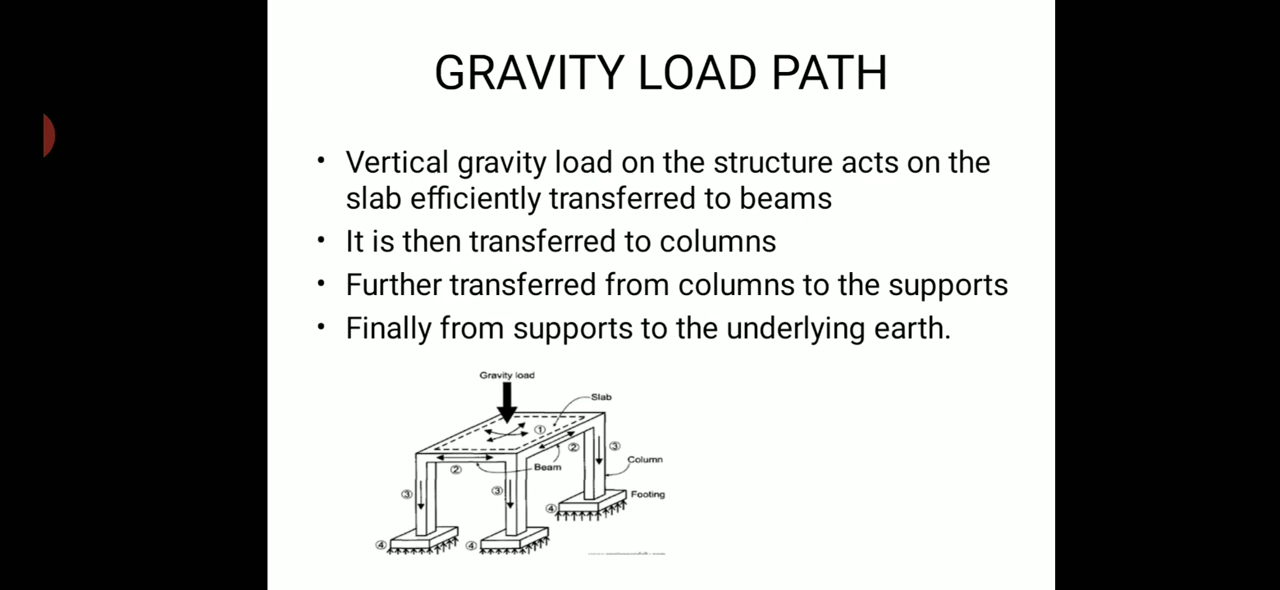 GRAVITY LOAD PATH
• Vertical gravity load on the structure acts on the
slab efficiently transferred to beams
• It is then transferred to columns
• Further transferred from columns to the supports
• Finally from supports to the underlying earth.
Gravity load
Slab
①
②
③
②
Beam
Column
③
③
Footing
④
④
④